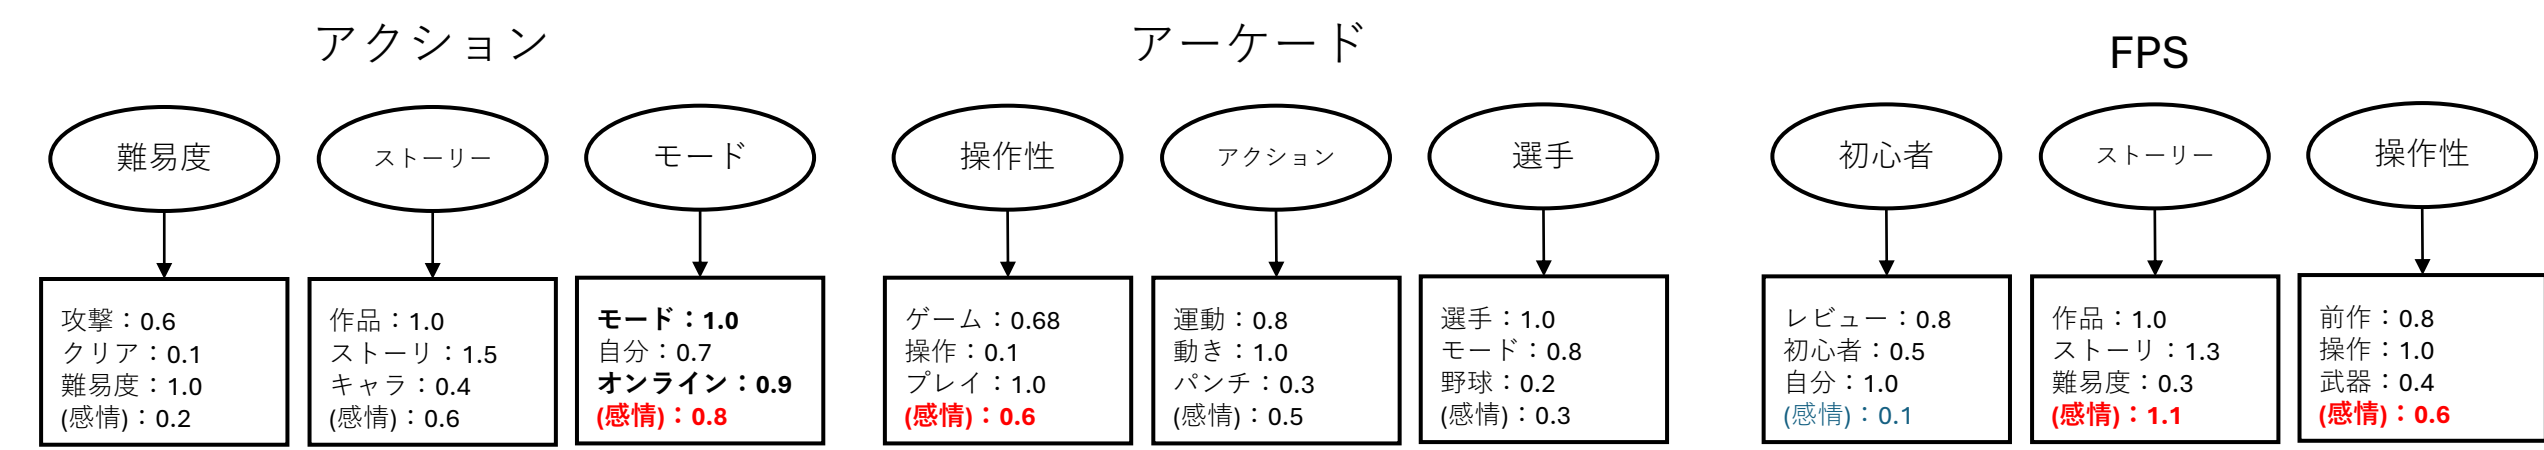 アクション
アーケード
FPS
難易度
ストーリー
モード
操作性
アクション
選手
初心者
ストーリー
操作性
攻撃：0.6
クリア：0.1
難易度：1.0
(感情)：0.2
作品：1.0
ストーリ：1.5
キャラ：0.4
(感情)：0.6
モード：1.0
自分：0.7
オンライン：0.9
(感情)：0.8
ゲーム：0.68
操作：0.1
プレイ：1.0
(感情)：0.6
運動：0.8
動き：1.0
パンチ：0.3
(感情)：0.5
選手：1.0
モード：0.8
野球：0.2
(感情)：0.3
レビュー：0.8
初心者：0.5
自分：1.0
(感情)：0.1
作品：1.0
ストーリ：1.3
難易度：0.3
(感情)：1.1
前作：0.8
操作：1.0
武器：0.4
(感情)：0.6